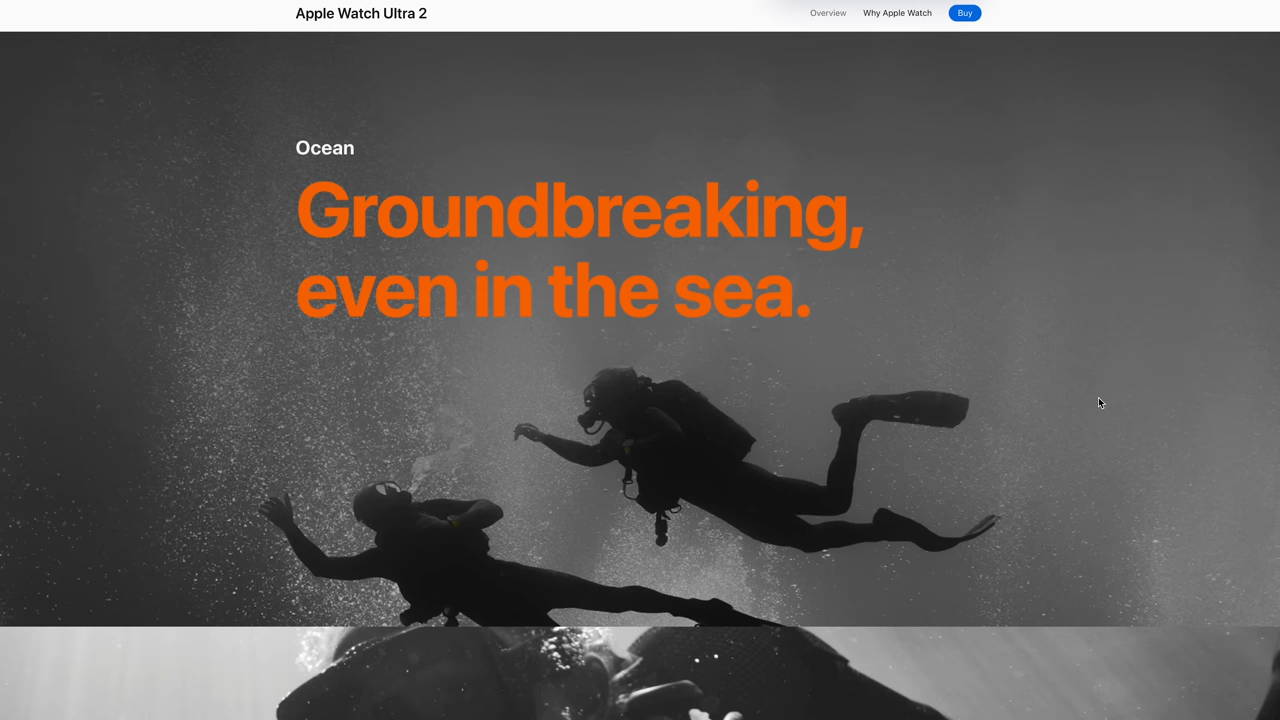 Apple Watch Ultra 2
Overview
Why Apple Watch
Buy
Ocean
Groundbreaking,
even in the sea.